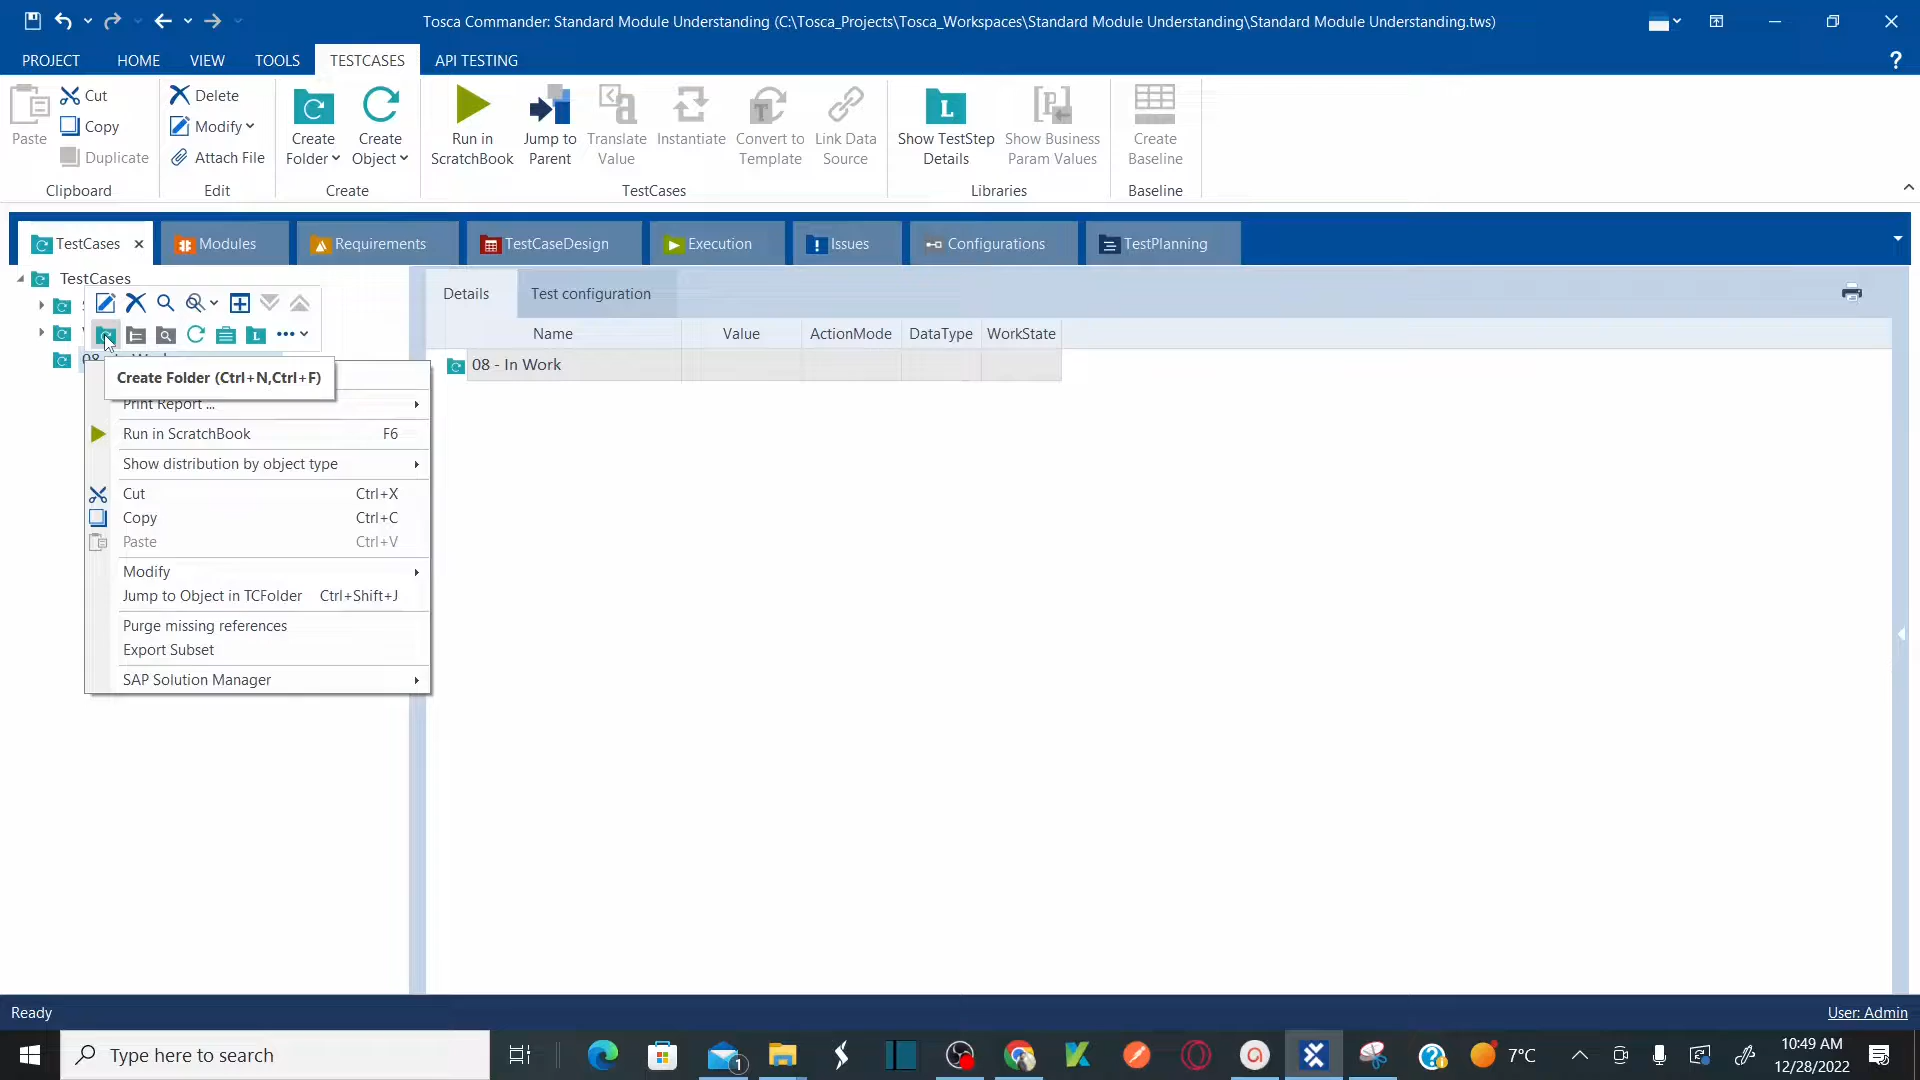 Tosca Commander: Standard Module Understanding (C:\Tosca_Projects\Tosca_Workspaces\Standard Module Understanding\Standard Module Understanding.tws)
PROJECT HOME VIEW TOOLS TESTCASES API TESTING ?
Paste Cut Copy Duplicate
Clipboard
Delete Modify Attach File
Edit
Create Folder Create Object
Create
Run in ScratchBook Jump to Parent Translate Value Instantiate Convert to Template Link Data Source
TestCases
Show TestStep Details Show Business Param Values
Libraries
Create Baseline
Baseline
TestCases Modules Requirements TestCaseDesign Execution Issues Configurations TestPlanning
TestCases
Details Test configuration
Name Value ActionMode DataType WorkState
08 - In Work
Create Folder (Ctrl+N,Ctrl+F)
Print Report ...
Run in ScratchBook F6
Show distribution by object type
Cut Ctrl+X
Copy Ctrl+C
Paste Ctrl+V
Modify
Jump to Object in TCFolder Ctrl+Shift+J
Purge missing references
Export Subset
SAP Solution Manager
Ready User: Admin
Type here to search
1
7°C
10:49 AM
12/28/2022